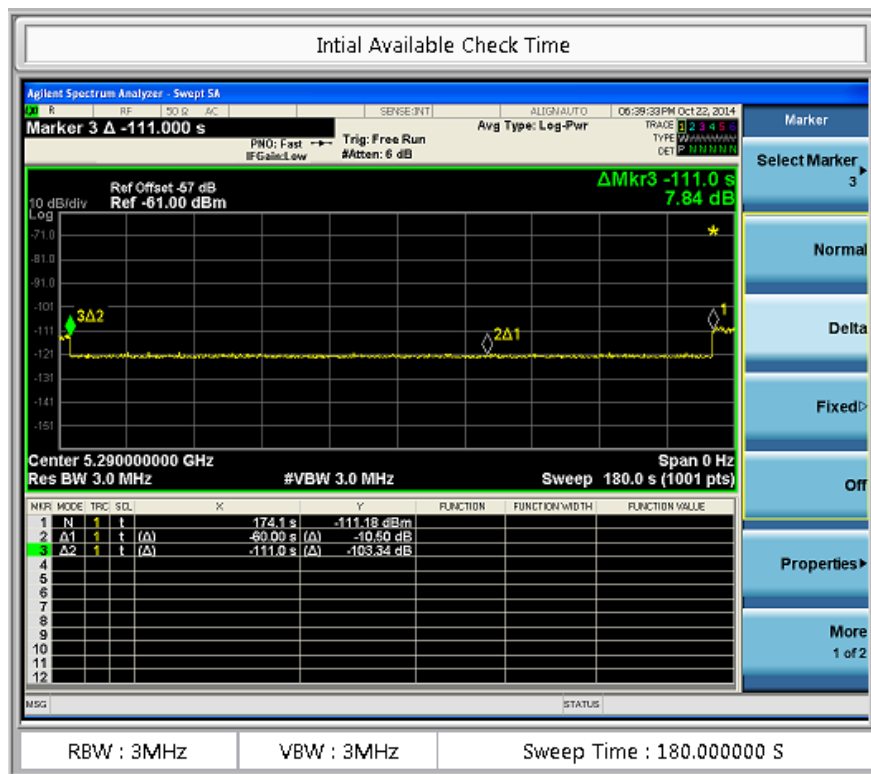 Intial Available Check Time
Agilent Spectrum Analyzer - Swept SA
R RF 50 Ω AC SENSE:INT ALIGNAUTO 06:39:33PM Oct 22, 2014
Marker 3 Δ -111.000 s
PNO: Fast
IFGain:Low
Trig: Free Run
#Atten: 6 dB
Avg Type: Log-Pwr
TRACE 1 2 3 4 5 6
TYPE
DET P N N N N N
ΔMkr3 -111.0 s
7.84 dB
Ref Offset -57 dB
10 dB/div Ref -61.00 dBm
Log
-71.0
-81.0
-91.0
-101
-111
-121
-131
-141
-151
3Δ2
2Δ1
1
Center 5.290000000 GHz Span 0 Hz
Res BW 3.0 MHz #VBW 3.0 MHz Sweep 180.0 s (1001 pts)
MKR MODE TRC SCL X Y FUNCTION FUNCTION WIDTH FUNCTION VALUE
1 N 1 t 174.1 s -111.18 dBm
2 Δ1 1 t (Δ) -60.00 s (Δ) -10.50 dB
3 Δ2 1 t (Δ) -111.0 s (Δ) -103.34 dB
4
5
6
7
8
9
10
11
12
MSG STATUS
Marker
Select Marker
3
Normal
Delta
Fixed
Off
Properties
More
1 of 2
RBW : 3MHz VBW : 3MHz Sweep Time : 180.000000 S